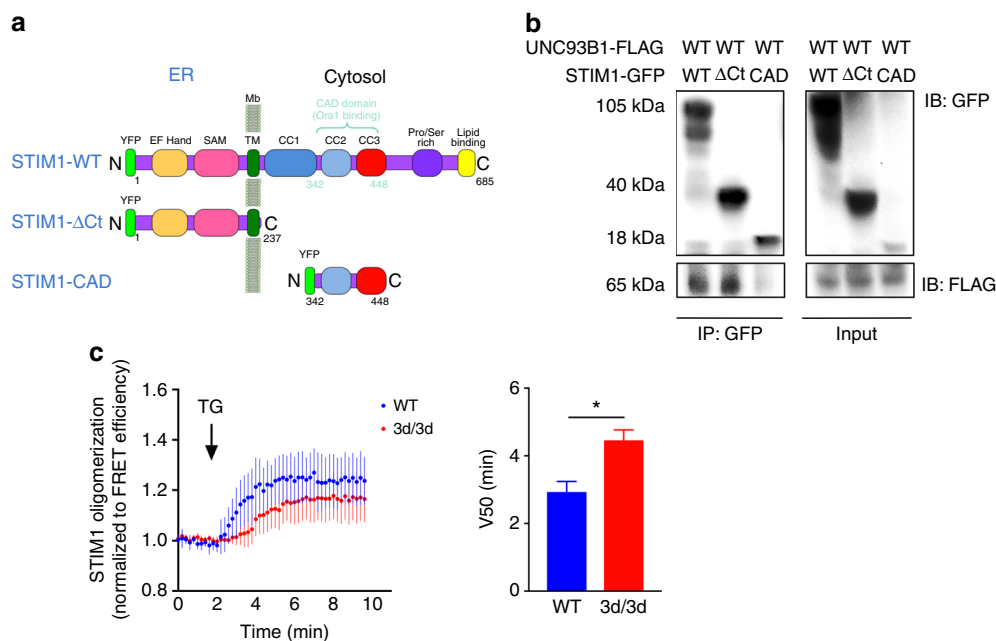 a
ER
Cytosol
Mb
CAD domain
(Ora1 binding)
YFP EF Hand SAM TM CC1 CC2 CC3 Pro/Ser rich Lipid binding
STIM1-WT N C
1 342 448 685
YFP
STIM1-ΔCt N C
1 237
YFP
STIM1-CAD N C
342 448
b
UNC93B1-FLAG WT WT WT WT WT WT
STIM1-GFP WT ΔCt CAD WT ΔCt CAD
105 kDa IB: GFP
40 kDa
18 kDa
65 kDa IB: FLAG
IP: GFP Input
c
STIM1 oligomerization
(normalized to FRET efficiency)
1.6
1.4
1.2
1.0
0.8
TG
WT
3d/3d
0 2 4 6 8 10
Time (min)
V50 (min)
6
4
2
0
*
WT 3d/3d